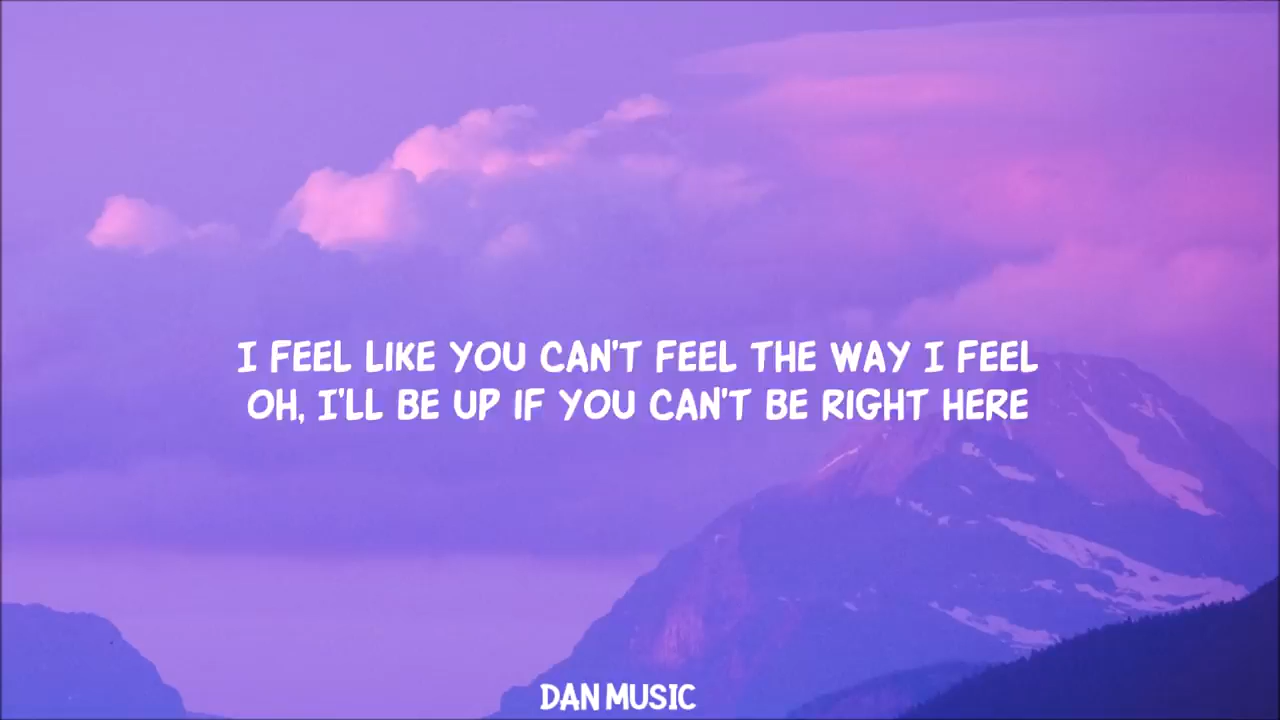 I FEEL LIKE YOU CAN'T FEEL THE WAY I FEEL
OH, I'LL BE UP IF YOU CAN'T BE RIGHT HERE
DAN MUSIC